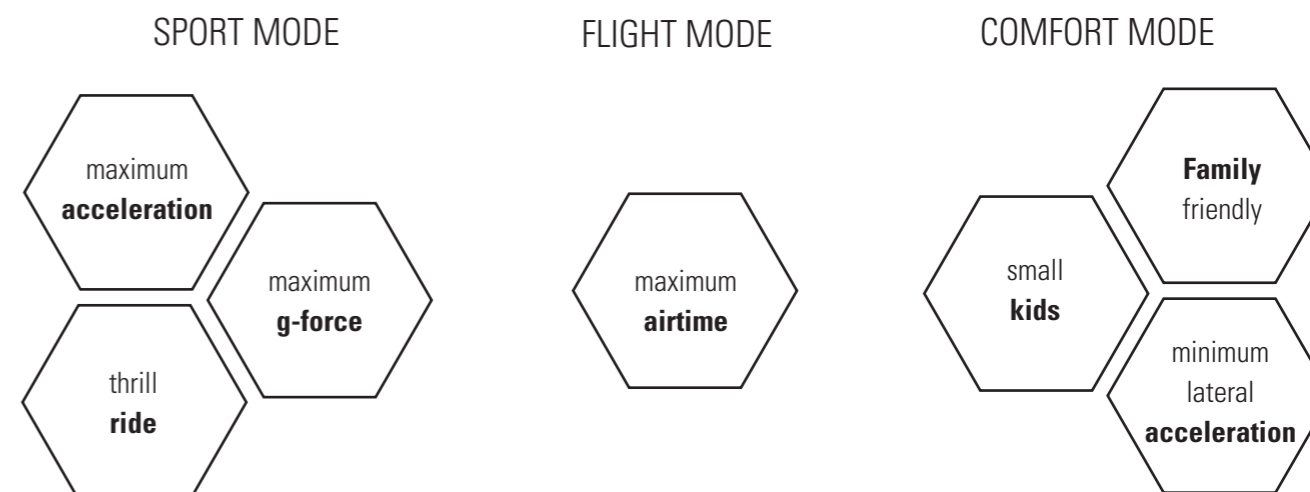 SPORT MODE
maximum
acceleration
maximum
g-force
thrill
ride
FLIGHT MODE
maximum
airtime
COMFORT MODE
Family
friendly
small
kids
minimum
lateral
acceleration